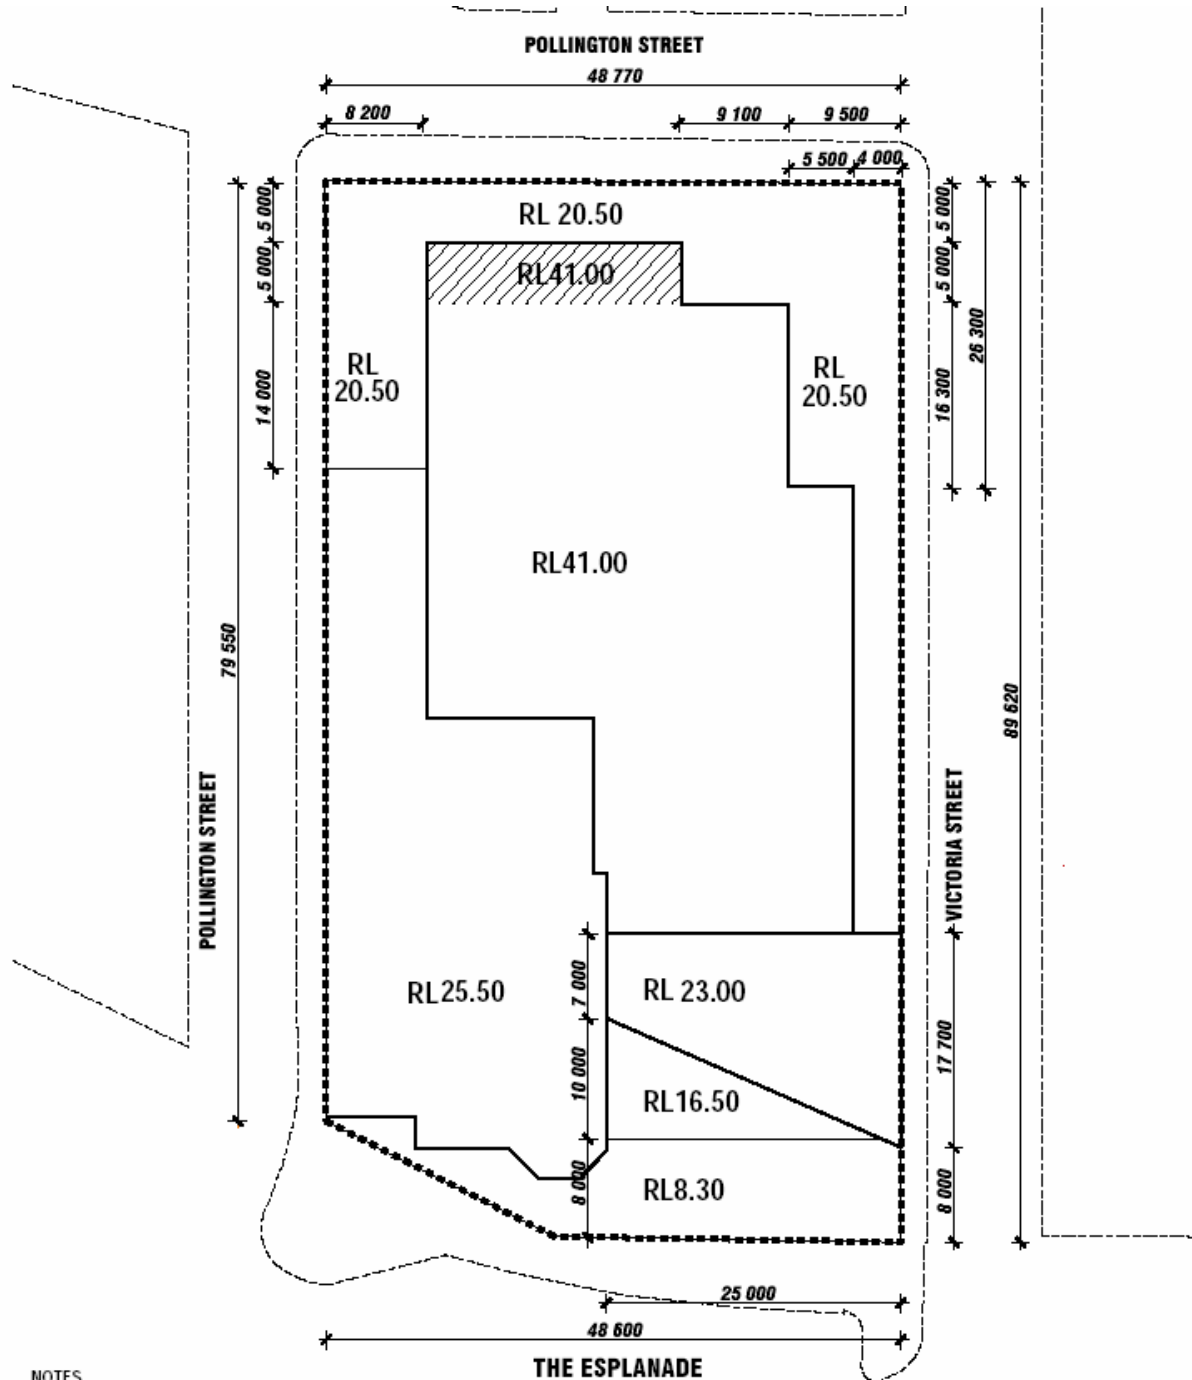 POLLINGTON STREET
48 770
8 200
9 100
9 500
5 500
4 000
RL 20.50
5 000
5 000
14 000
RL41.00
5 000
5 000
16 300
26 300
RL
20.50
RL
20.50
RL41.00
79 550
89 620
POLLINGTON STREET
VICTORIA STREET
RL25.50
7 000
RL 23.00
10 000
RL16.50
17 700
8 000
RL8.30
8 000
25 000
48 600
THE ESPLANADE
NOTES